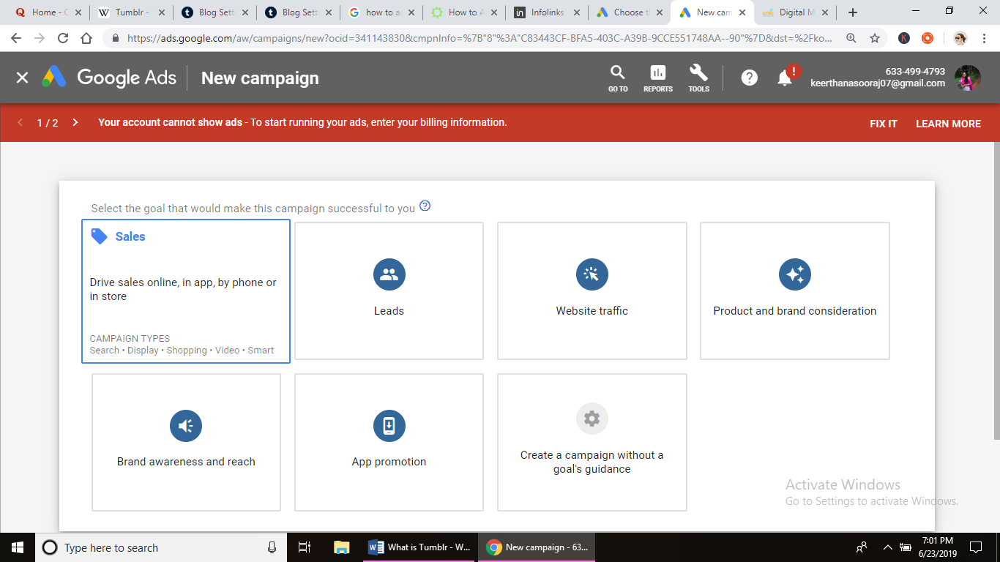 Home - C
Tumblr -
Blog Sett
Blog Sett
how to a
How to A
Infolinks
Choose t
New cam
Digital M
https://ads.google.com/aw/campaigns/new?ocid=341143830&cmpnInfo=%7B"8"%3A"C83443CF-BFA5-403C-A39B-9CCE551748AA--90"%7D&dst=%2Fko...
Google Ads
New campaign
GO TO
REPORTS
TOOLS
633-499-4793
keerthanasooraj07@gmail.com
1 / 2
Your account cannot show ads - To start running your ads, enter your billing information.
FIX IT
LEARN MORE
Select the goal that would make this campaign successful to you
Sales
Drive sales online, in app, by phone or
in store
CAMPAIGN TYPES
Search • Display • Shopping • Video • Smart
Leads
Website traffic
Product and brand consideration
Brand awareness and reach
App promotion
Create a campaign without a
goal's guidance
Activate Windows
Go to Settings to activate Windows.
Type here to search
What is Tumblr - W...
New campaign - 63...
7:01 PM
6/23/2019